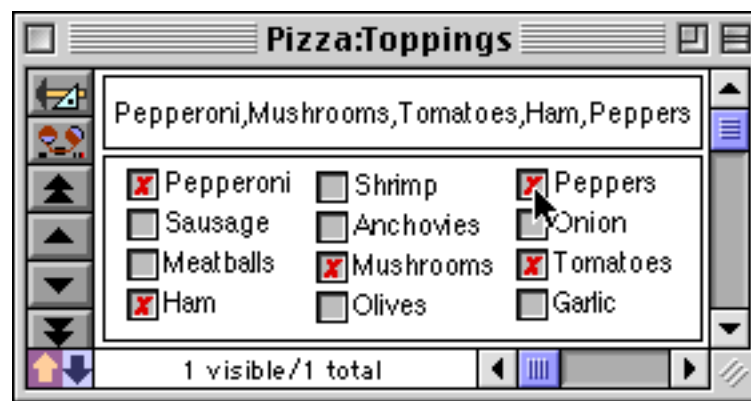 Pizza:Toppings
Pepperoni,Mushrooms,Tomatoes,Ham,Peppers
Pepperoni Shrimp Peppers
Sausage Anchovies Onion
Meatballs Mushrooms Tomatoes
Ham Olives Garlic
1 visible/1 total